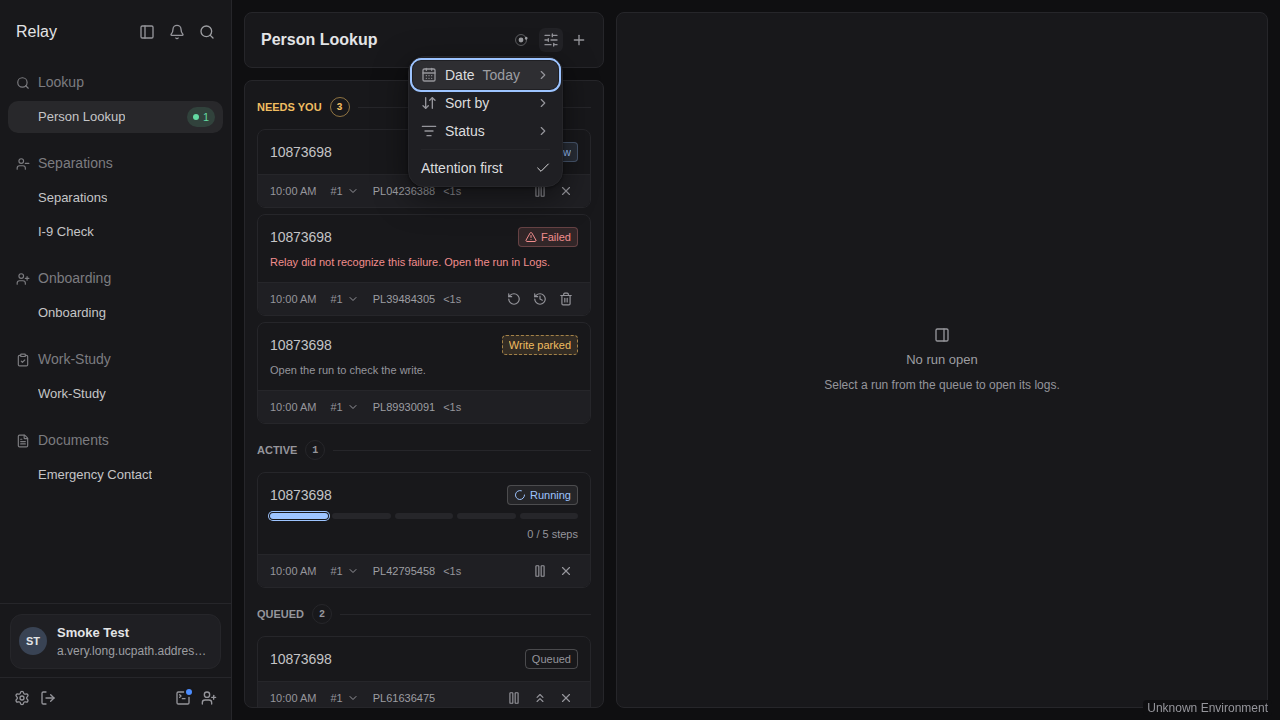 Relay
Lookup
Person Lookup
1
Separations
Separations
I-9 Check
Onboarding
Onboarding
Work-Study
Work-Study
Documents
Emergency Contact
ST
Smoke Test
a.very.long.ucpath.addres…
Person Lookup
Date Today
Sort by
Status
Attention first
NEEDS YOU 3
10873698
w
10:00 AM #1 PL04236388 <1s
10873698 Failed
Relay did not recognize this failure. Open the run in Logs.
10:00 AM #1 PL39484305 <1s
10873698 Write parked
Open the run to check the write.
10:00 AM #1 PL89930091 <1s
ACTIVE 1
10873698 Running
0 / 5 steps
10:00 AM #1 PL42795458 <1s
QUEUED 2
10873698 Queued
10:00 AM #1 PL61636475
No run open
Select a run from the queue to open its logs.
Unknown Environment